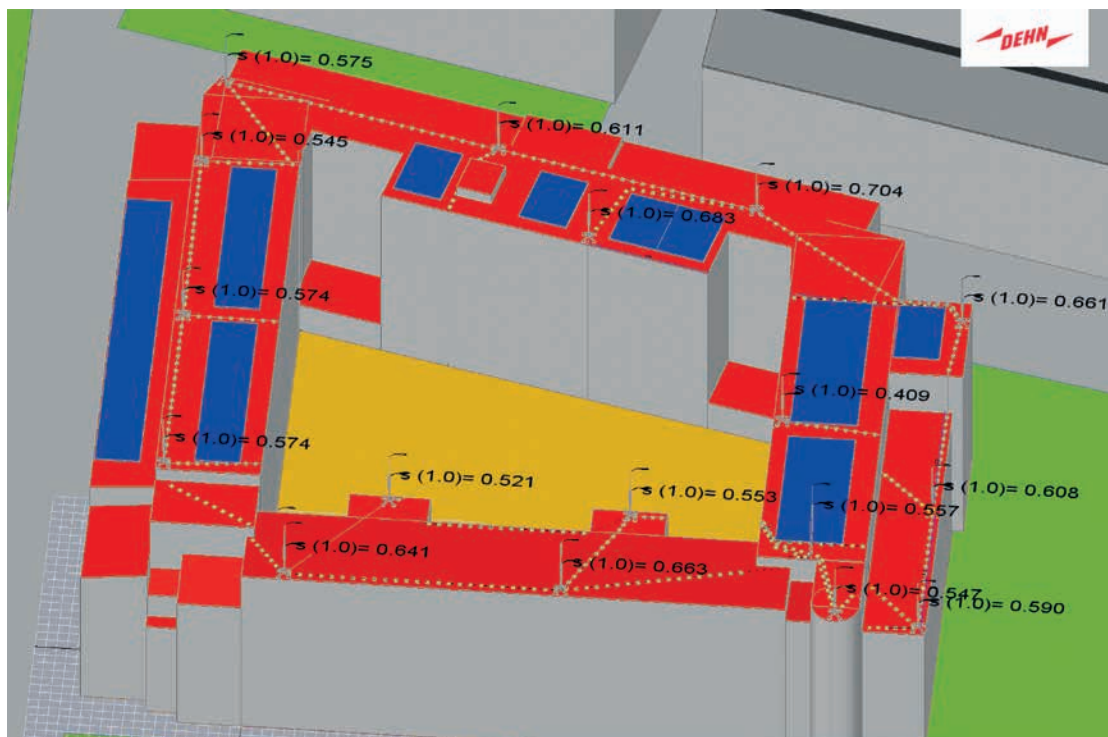 DEHN
s (1.0)= 0.575
s (1.0)= 0.611
s (1.0)= 0.545
s (1.0)= 0.704
s (1.0)= 0.683
s (1.0)= 0.574
s (1.0)= 0.661
s (1.0)= 0.409
s (1.0)= 0.574
s (1.0)= 0.521
s (1.0)= 0.553
s (1.0)= 0.608
s (1.0)= 0.557
s (1.0)= 0.641
s (1.0)= 0.663
s (1.0)= 0.547
s (1.0)= 0.590